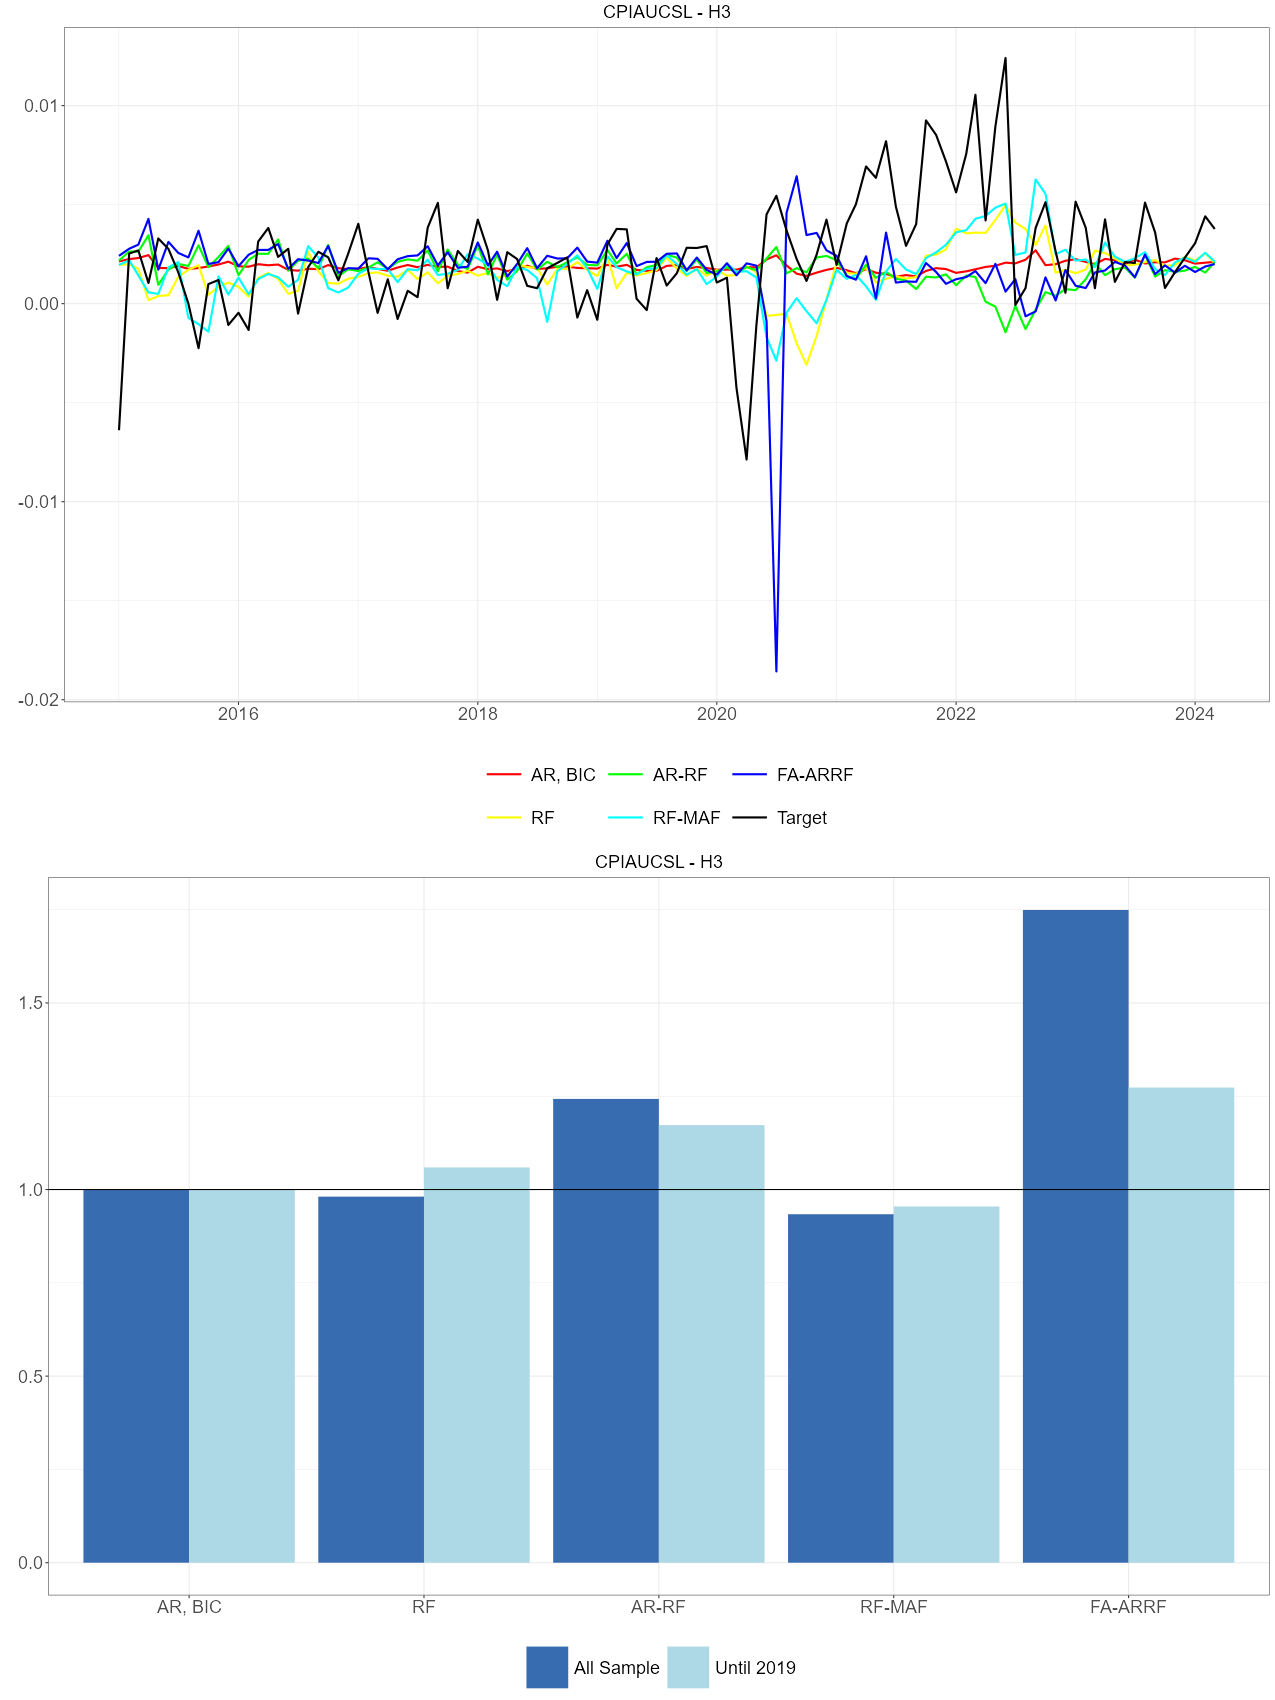 CPIAUCSL - H3
0.01
0.00
-0.01
-0.02
2016 2018 2020 2022 2024
AR, BIC AR-RF FA-ARRF
RF RF-MAF Target
CPIAUCSL - H3
1.5
1.0
0.5
0.0
AR, BIC RF AR-RF RF-MAF FA-ARRF
All Sample Until 2019